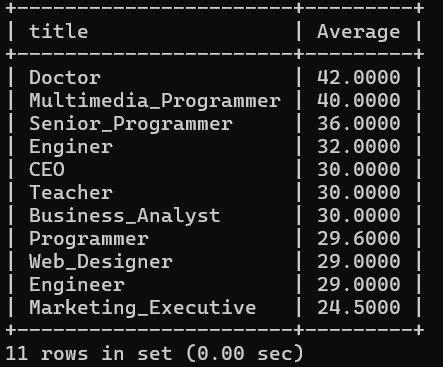 +-----------------------+---------+
| title                 | Average |
+-----------------------+---------+
| Doctor                | 42.0000 |
| Multimedia_Programmer | 40.0000 |
| Senior_Programmer     | 36.0000 |
| Enginer               | 32.0000 |
| CEO                   | 30.0000 |
| Teacher               | 30.0000 |
| Business_Analyst      | 30.0000 |
| Programmer            | 29.6000 |
| Web_Designer          | 29.0000 |
| Engineer              | 29.0000 |
| Marketing_Executive   | 24.5000 |
+-----------------------+---------+
11 rows in set (0.00 sec)